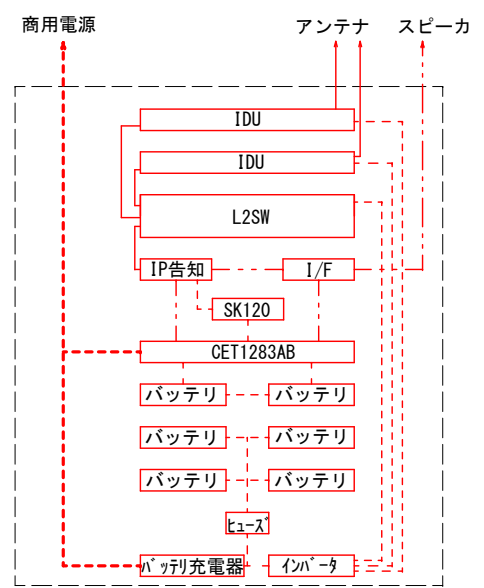 商用電源 アンテナ スピーカ
IDU
IDU
L2SW
IP告知 I/F
SK120
CET1283AB
バッテリ バッテリ
バッテリ バッテリ
バッテリ バッテリ
ﾋｭｰｽﾞ
ﾊﾞｯﾃﾘ充電器 ｲﾝﾊﾞｰﾀ